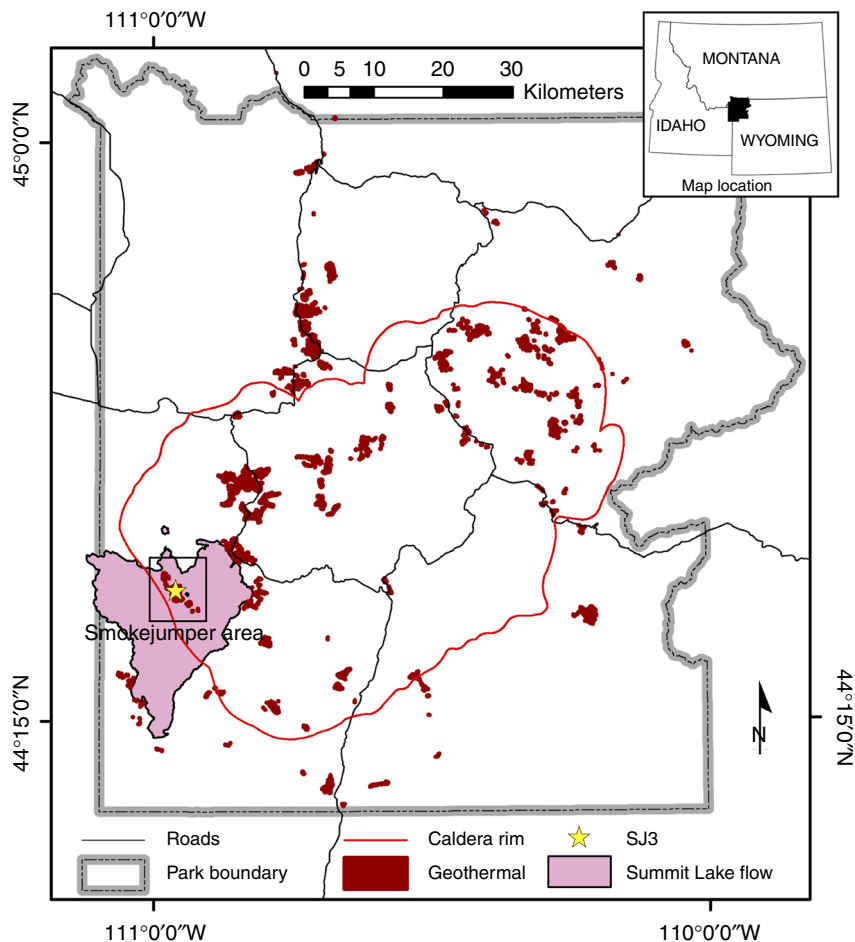 111°0′0″W
0 5 10 20 30
Kilometers
MONTANA
IDAHO
WYOMING
Map location
45°0′0″N
Smokejumper area
44°15′0″N
44°15′0″N
N
Roads
Caldera rim
SJ3
Park boundary
Geothermal
Summit Lake flow
111°0′0″W
110°0′0″W